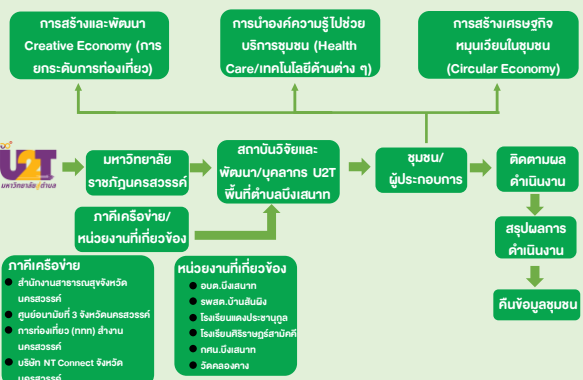 การสร้างและพัฒนา
Creative Economy (การ
ยกระดับการท่องเที่ยว)
การนำองค์ความรู้ไปช่วย
บริการชุมชน (Health
Care/เทคโนโลยีด้านต่าง ๆ)
การสร้างเศรษฐกิจ
หมุนเวียนในชุมชน
(Circular Economy)
U2T
มหาวิทยาลัยสู่ตำบล
มหาวิทยาลัย
ราชภัฏนครสวรรค์
สถาบันวิจัยและ
พัฒนา/บุคลากร U2T
พื้นที่ตำบลบึงเสนาท
ชุมชน/
ผู้ประกอบการ
ติดตามผล
ดำเนินงาน
ภาคีเครือข่าย/
หน่วยงานที่เกี่ยวข้อง
สรุปผลการ
ดำเนินงาน
คืนข้อมูลชุมชน
ภาคีเครือข่าย
● สำนักงานสาธารณสุขจังหวัด
นครสวรรค์
● ศูนย์อนามัยที่ 3 จังหวัดนครสวรรค์
● การท่องเที่ยว (ททท) สำงาน
นครสวรรค์
● บริษัท NT Connect จังหวัด
นครสวรรค์
หน่วยงานที่เกี่ยวข้อง
● อบต.บึงเสนาท
● รพสต.บ้านสันผิง
● โรงเรียนแตงประชานุกูล
● โรงเรียนศิริราษฎร์สามัคคี
● กศน.บึงเสนาท
● วัดคลองคาง